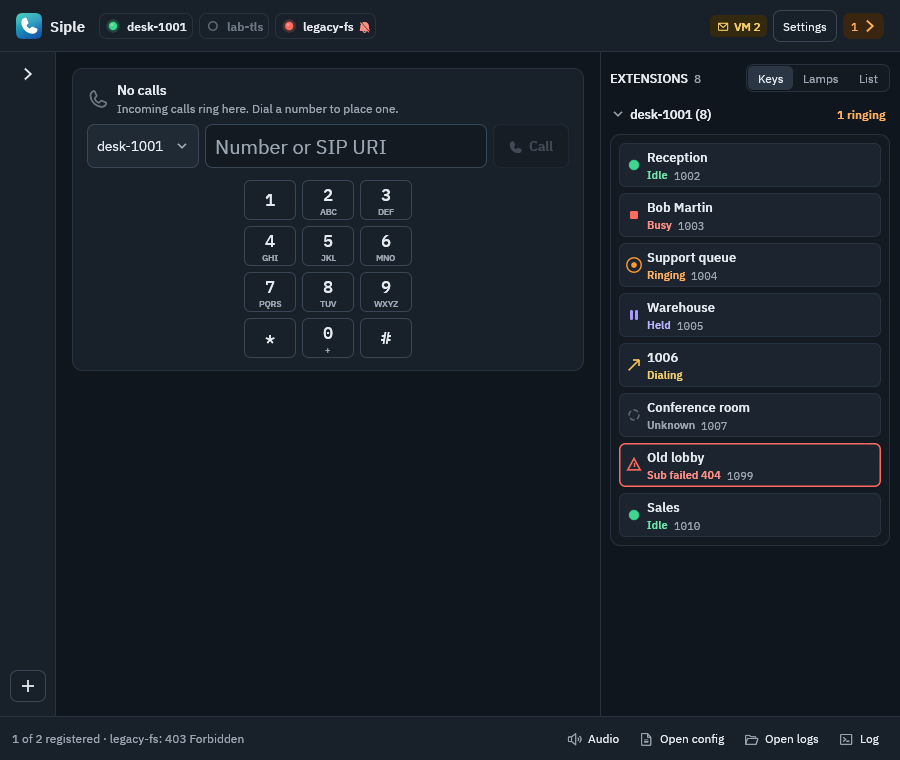 Siple
desk-1001
lab-tls
legacy-fs
VM 2
Settings
1
No calls
Incoming calls ring here. Dial a number to place one.
desk-1001
Number or SIP URI
Call
1
2
ABC
3
DEF
4
GHI
5
JKL
6
MNO
7
PQRS
8
TUV
9
WXYZ
*
0
+
#
EXTENSIONS 8
Keys
Lamps
List
desk-1001 (8)
1 ringing
Reception
Idle 1002
Bob Martin
Busy 1003
Support queue
Ringing 1004
Warehouse
Held 1005
1006
Dialing
Conference room
Unknown 1007
Old lobby
Sub failed 404 1099
Sales
Idle 1010
1 of 2 registered · legacy-fs: 403 Forbidden
Audio
Open config
Open logs
Log